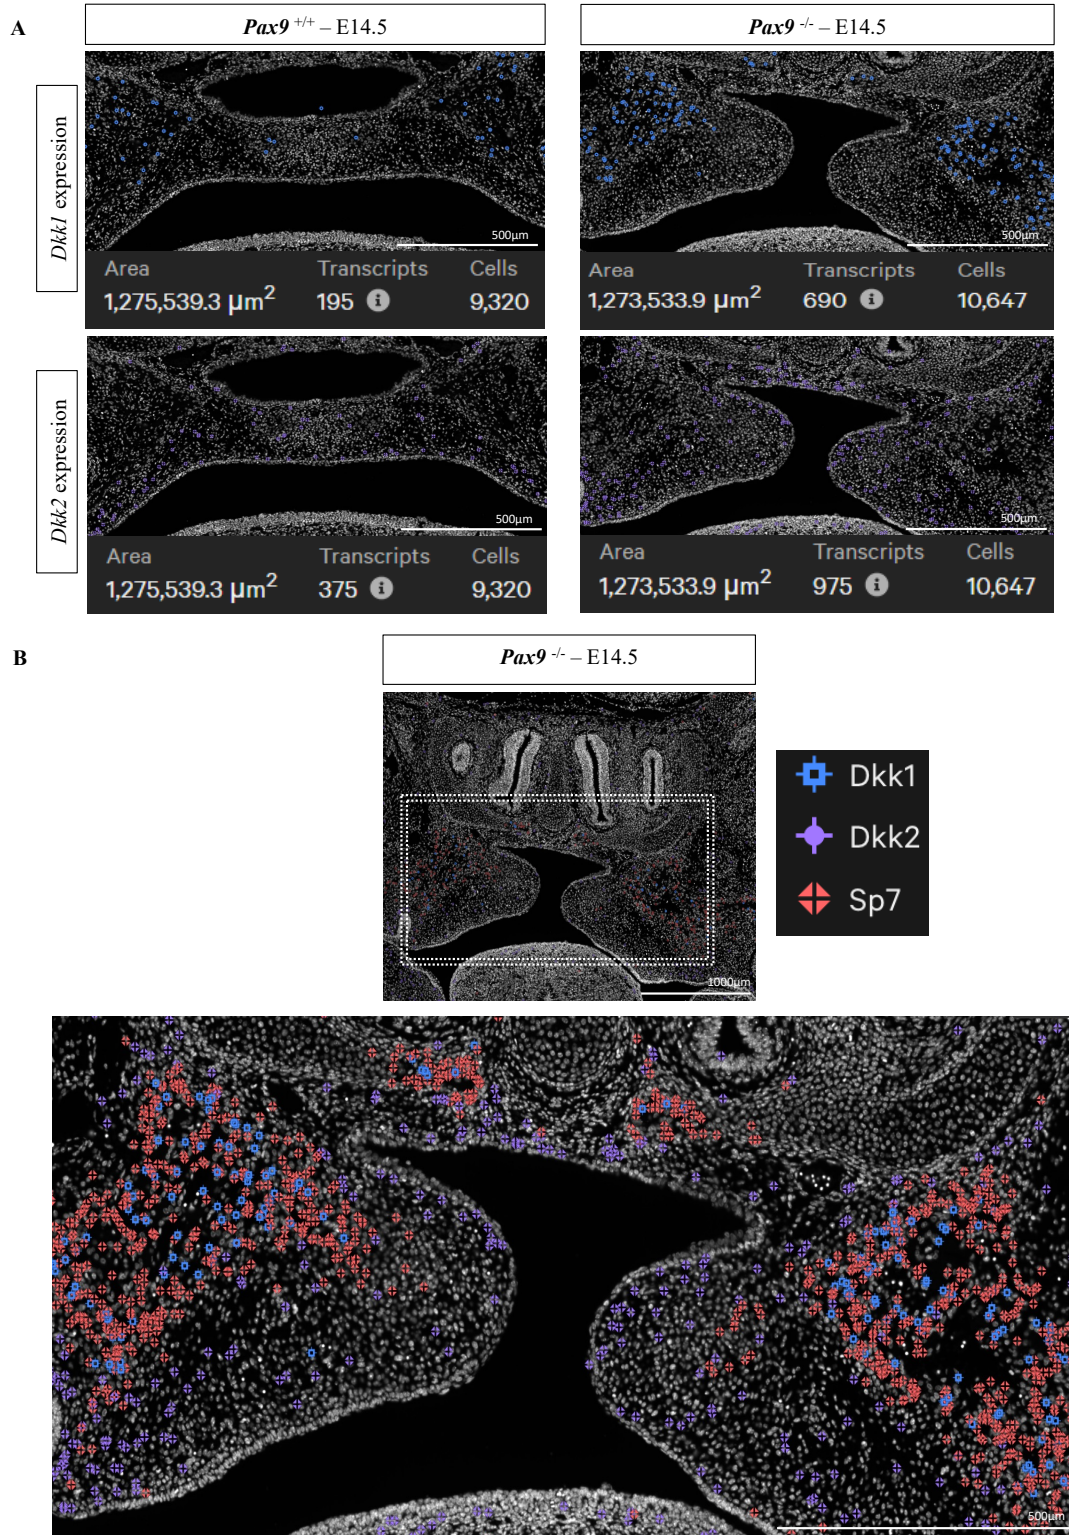 A
Pax9 +/+ – E14.5
Pax9 -/- – E14.5
Dkk1 expression
500µm
500µm
Area Transcripts Cells
1,275,539.3 µm2 195 i 9,320
Area Transcripts Cells
1,273,533.9 µm2 690 i 10,647
Dkk2 expression
500µm
500µm
Area Transcripts Cells
1,275,539.3 µm2 375 i 9,320
Area Transcripts Cells
1,273,533.9 µm2 975 i 10,647
B
Pax9 -/- – E14.5
1000µm
Dkk1
Dkk2
Sp7
500µm